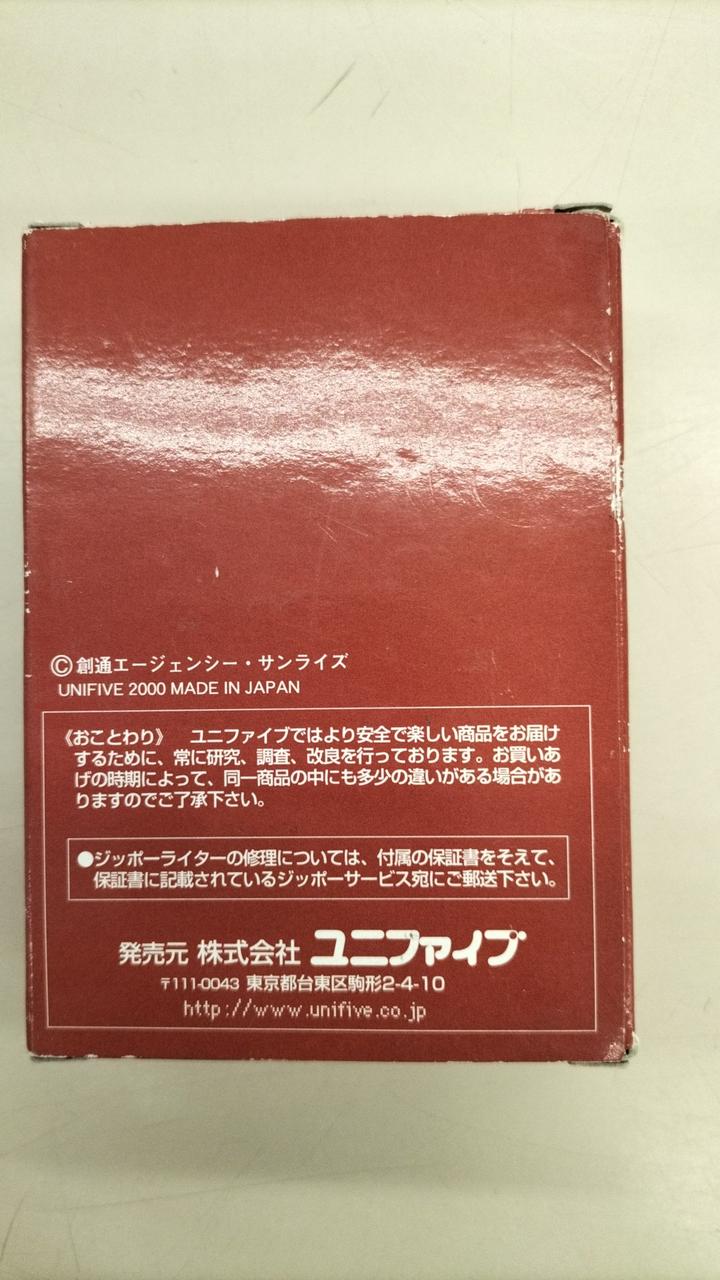 ©創通エージェンシー・サンライズ
UNIFIVE 2000 MADE IN JAPAN
《おことわり》 ユニファイブではより安全で楽しい商品をお届け
するために、常に研究、調査、改良を行っております。お買いあ
げの時期によって、同一商品の中にも多少の違いがある場合があ
りますのでご了承下さい。
●ジッポーライターの修理については、付属の保証書をそえて、
保証書に記載されているジッポーサービス宛にご郵送下さい。
発売元 株式会社 ユニファイブ
〒111-0043 東京都台東区駒形2-4-10
http://www.unifive.co.jp